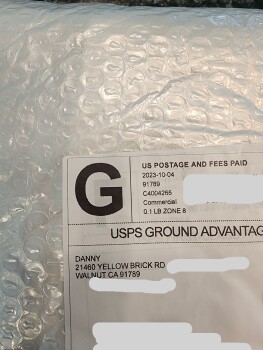 G
US POSTAGE AND FEES PAID
2023-10-04
91789
C4004265
Commercial
0.1 LB ZONE 8
USPS GROUND ADVANTAG
DANNY
21460 YELLOW BRICK RD
WALNUT CA 91789